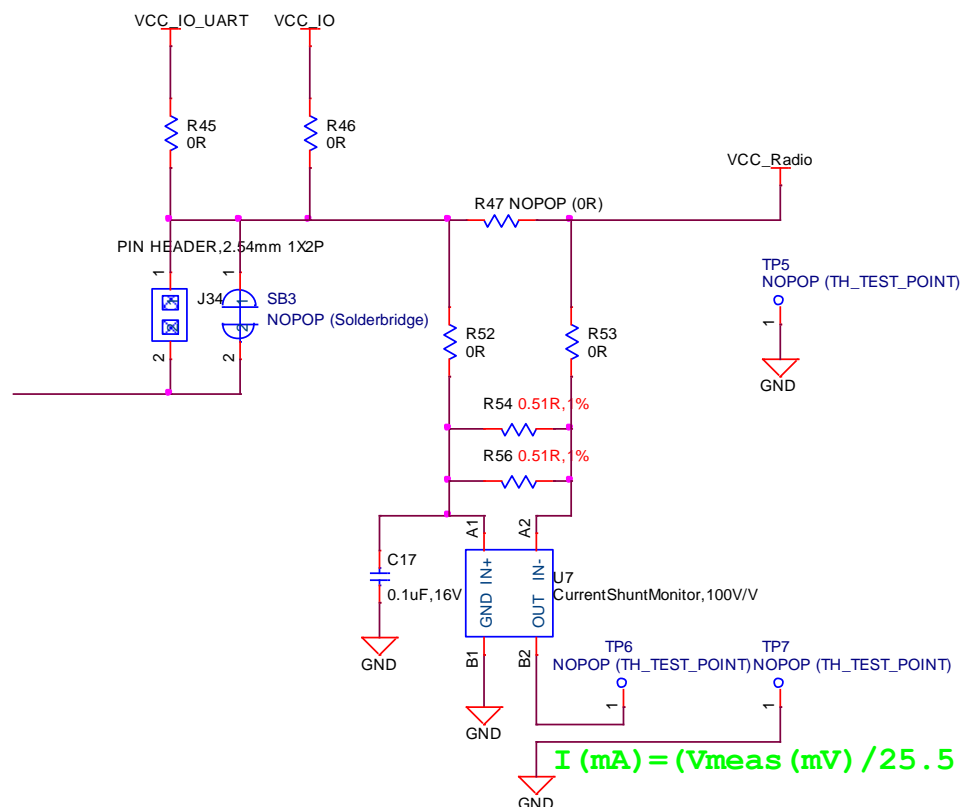 VCC_IO_UART
VCC_IO
R45
0R
R46
0R
VCC_Radio
R47 NOPOP (0R)
PIN HEADER,2.54mm 1X2P
1
1
J34
1
2
SB3
NOPOP (Solderbridge)
2
2
TP5
NOPOP (TH_TEST_POINT)
1
GND
R52
0R
R53
0R
R54 0.51R,1%
R56 0.51R,1%
A1
A2
C17
0.1uF,16V
GND
GND IN+
OUT IN-
U7
CurrentShuntMonitor,100V/V
B1
B2
GND
TP6
NOPOP (TH_TEST_POINT)
1
TP7
NOPOP (TH_TEST_POINT)
1
I(mA)=(Vmeas(mV)/25.5
GND